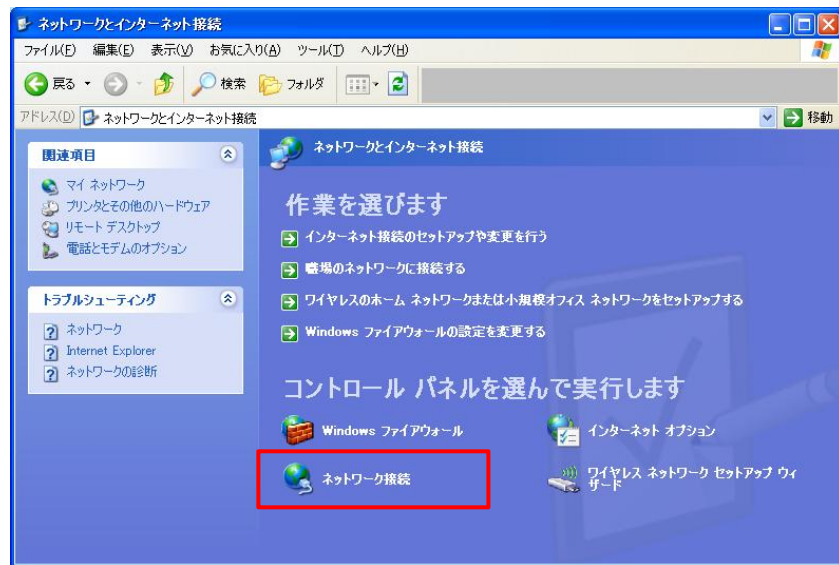 ネットワークとインターネット接続
ファイル(F) 編集(E) 表示(V) お気に入り(A) ツール(T) ヘルプ(H)
戻る 検索 フォルダ
アドレス(D) ネットワークとインターネット接続 移動
関連項目
マイ ネットワーク
プリンタとその他のハードウェア
リモート デスクトップ
電話とモデムのオプション
トラブルシューティング
ネットワーク
Internet Explorer
ネットワークの診断
ネットワークとインターネット接続
作業を選びます
インターネット接続のセットアップや変更を行う
職場のネットワークに接続する
ワイヤレスのホーム ネットワークまたは小規模オフィス ネットワークをセットアップする
Windows ファイアウォールの設定を変更する
コントロール パネルを選んで実行します
Windows ファイアウォール
インターネット オプション
ネットワーク接続
ワイヤレス ネットワーク セットアップ ウィ
ザード